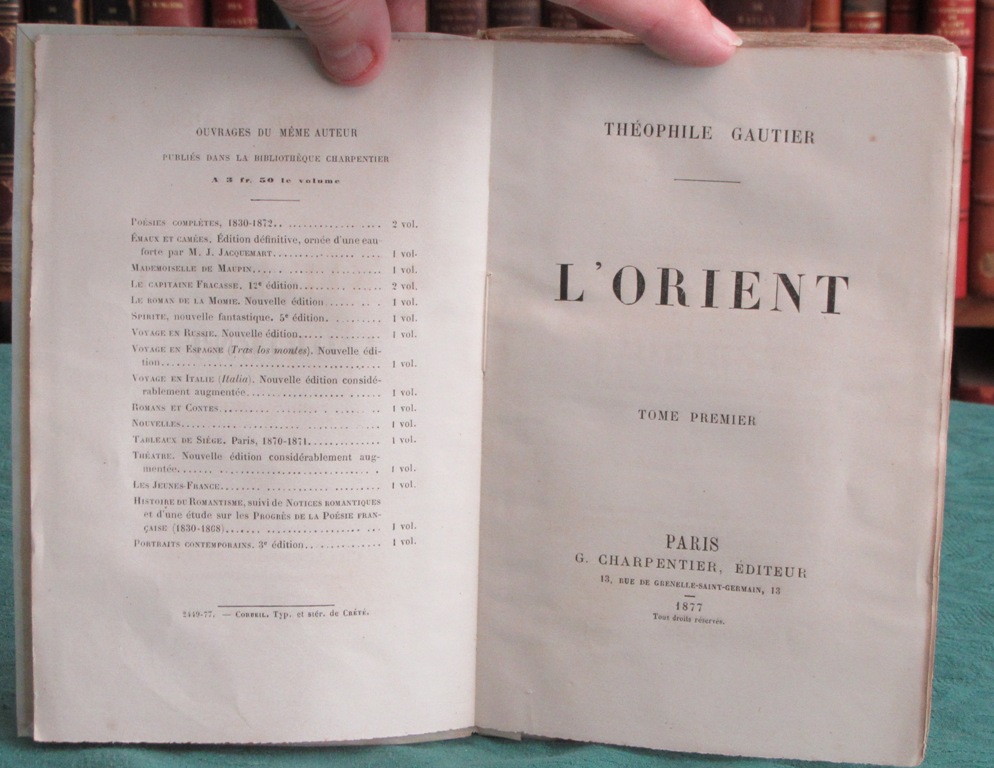 OUVRAGES DU MÊME AUTEUR
PUBLIÉS DANS LA BIBLIOTHÈQUE CHARPENTIER
A 3 fr. 50 le volume
POÉSIES COMPLÈTES, 1830-1872.. .................. 2 vol.
ÉMAUX ET CAMÉES. Édition définitive, ornée d'une eau-
forte par M. J. JACQUEMART.................... 1 vol.
MADEMOISELLE DE MAUPIN.................... 1 vol.
LE CAPITAINE FRACASSE. 12e édition.............. 2 vol.
LE ROMAN DE LA MOMIE. Nouvelle édition........ 1 vol.
SPIRITE, nouvelle fantastique. 5e édition........... 1 vol.
VOYAGE EN RUSSIE. Nouvelle édition.............. 1 vol.
VOYAGE EN ESPAGNE (Tras los montes). Nouvelle édi-
tion.................................... 1 vol.
VOYAGE EN ITALIE (Italia). Nouvelle édition considé-
rablement augmentée........................ 1 vol.
ROMANS ET CONTES.......................... 1 vol.
NOUVELLES................................. 1 vol.
TABLEAUX DE SIÉGE. Paris, 1870-1871............. 1 vol.
THÉATRE. Nouvelle édition considérablement aug-
mentée.................................. 1 vol.
LES JEUNES-FRANCE.......................... 1 vol.
HISTOIRE DU ROMANTISME, suivi de NOTICES ROMANTIQUES
et d'une étude sur les PROGRÈS DE LA POÉSIE FRAN-
ÇAISE (1830-1868)........................... 1 vol.
PORTRAITS CONTEMPORAINS. 3e édition............. 1 vol.
2449-77. — CORBEIL. Typ. et stér. de CRÉTÉ.
THÉOPHILE GAUTIER
L'ORIENT
TOME PREMIER
PARIS
G. CHARPENTIER, ÉDITEUR
13, RUE DE GRENELLE-SAINT-GERMAIN, 13
1877
Tous droits réservés.